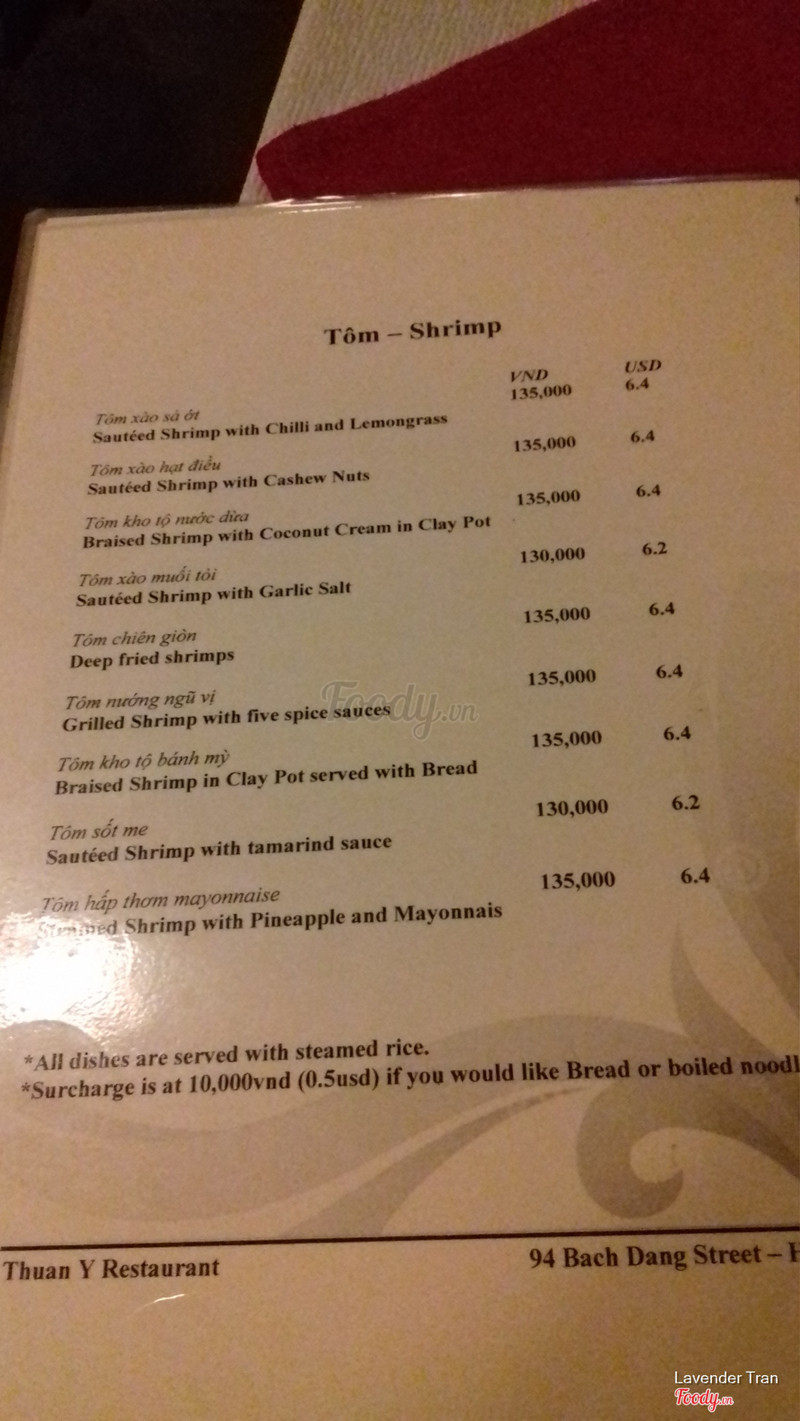 Tôm – Shrimp
VND USD
135,000 6.4
Tôm xào sả ớt
Sautéed Shrimp with Chilli and Lemongrass
135,000 6.4
Tôm xào hạt điều
Sautéed Shrimp with Cashew Nuts
135,000 6.4
Tôm kho tộ nước dừa
Braised Shrimp with Coconut Cream in Clay Pot
130,000 6.2
Tôm xào muối tỏi
Sautéed Shrimp with Garlic Salt
135,000 6.4
Tôm chiên giòn
Deep fried shrimps
135,000 6.4
Tôm nướng ngũ vị
Grilled Shrimp with five spice sauces
135,000 6.4
Tôm kho tộ bánh mỳ
Braised Shrimp in Clay Pot served with Bread
130,000 6.2
Tôm sốt me
Sautéed Shrimp with tamarind sauce
135,000 6.4
Tôm hấp thơm mayonnaise
Shrimp with Pineapple and Mayonnais
*All dishes are served with steamed rice.
*Surcharge is at 10,000vnd (0.5usd) if you would like Bread or boiled noodl
Thuan Y Restaurant 94 Bach Dang Street – H
Foody.vn
Lavender Tran
Foody.vn